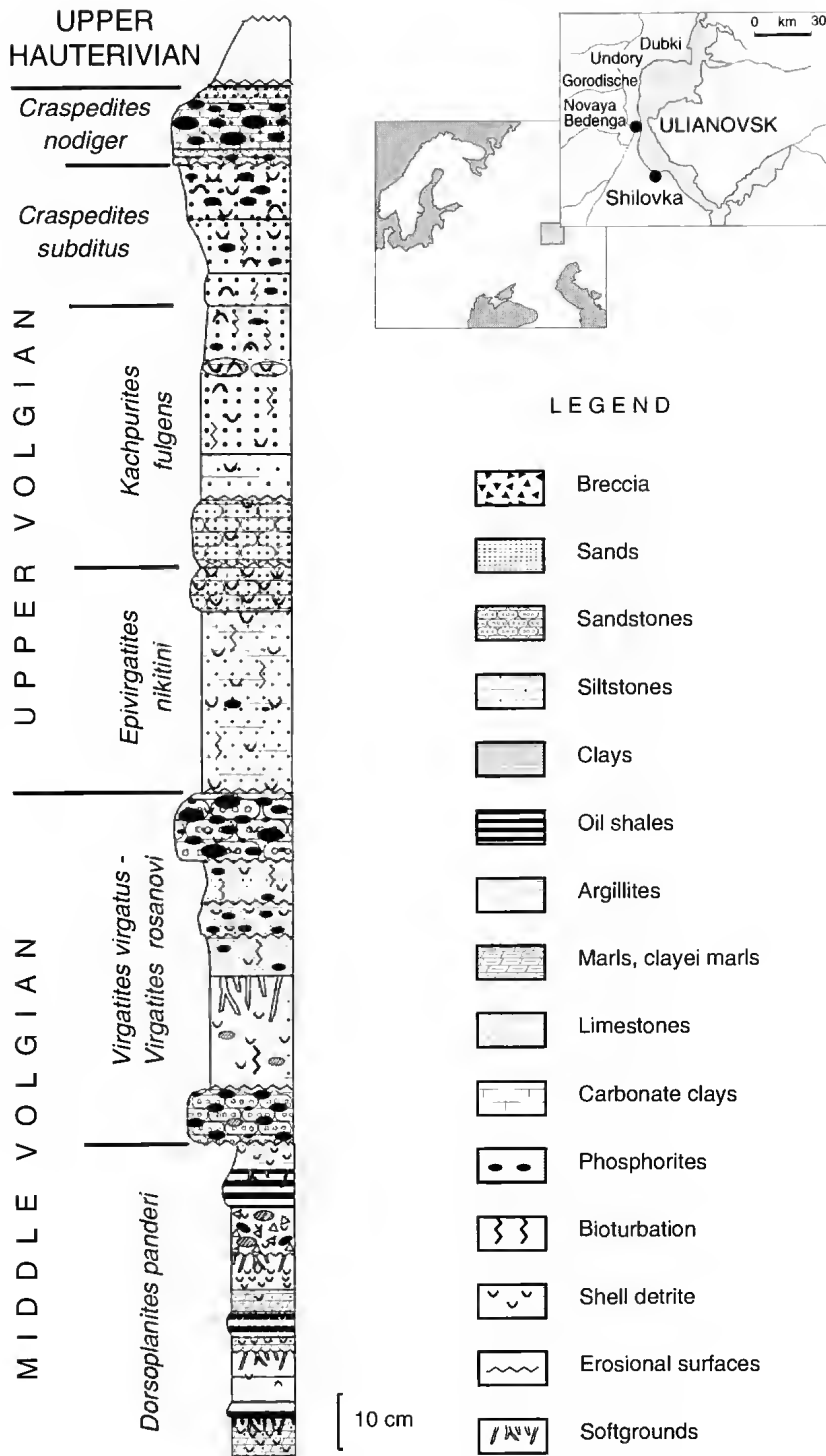 UPPER
HAUTERIVIAN
Craspedites
nodiger
Craspedites
subditus
Kachpurites
fulgens
Epivirgatites
nikitini
UPPER VOLGIAN
Virgatites virgatus -
Virgatites rosanovi
Dorsoplanites panderi
MIDDLE VOLGIAN
10 cm
0 km 30
Dubki
Undory
Gorodische
Novaya
Bedenga
ULIANOVSK
Shilovka
LEGEND
Breccia
Sands
Sandstones
Siltstones
Clays
Oil shales
Argillites
Marls, clayei marls
Limestones
Carbonate clays
Phosphorites
Bioturbation
Shell detrite
Erosional surfaces
Softgrounds